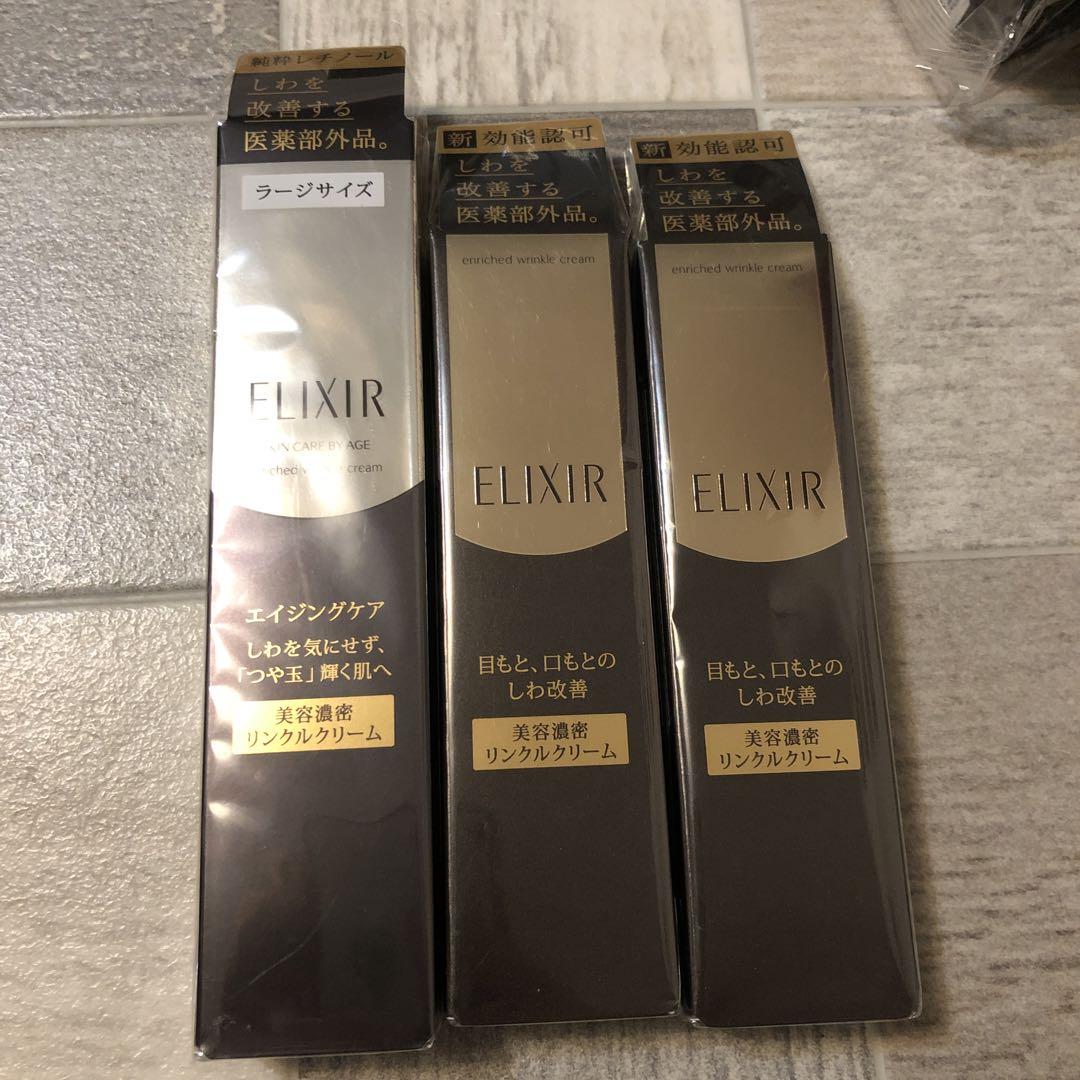 純粋レチノール
しわを
改善する
医薬部外品。
ラージサイズ
ELIXIR
SKIN CARE BY AGE
enriched wrinkle cream
エイジングケア
しわを気にせず、
「つや玉」輝く肌へ
美容濃密
リンクルクリーム
新 効能認可
しわを
改善する
医薬部外品。
enriched wrinkle cream
ELIXIR
目もと、口もとの
しわ改善
美容濃密
リンクルクリーム
新 効能認可
しわを
改善する
医薬部外品。
enriched wrinkle cream
ELIXIR
目もと、口もとの
しわ改善
美容濃密
リンクルクリーム